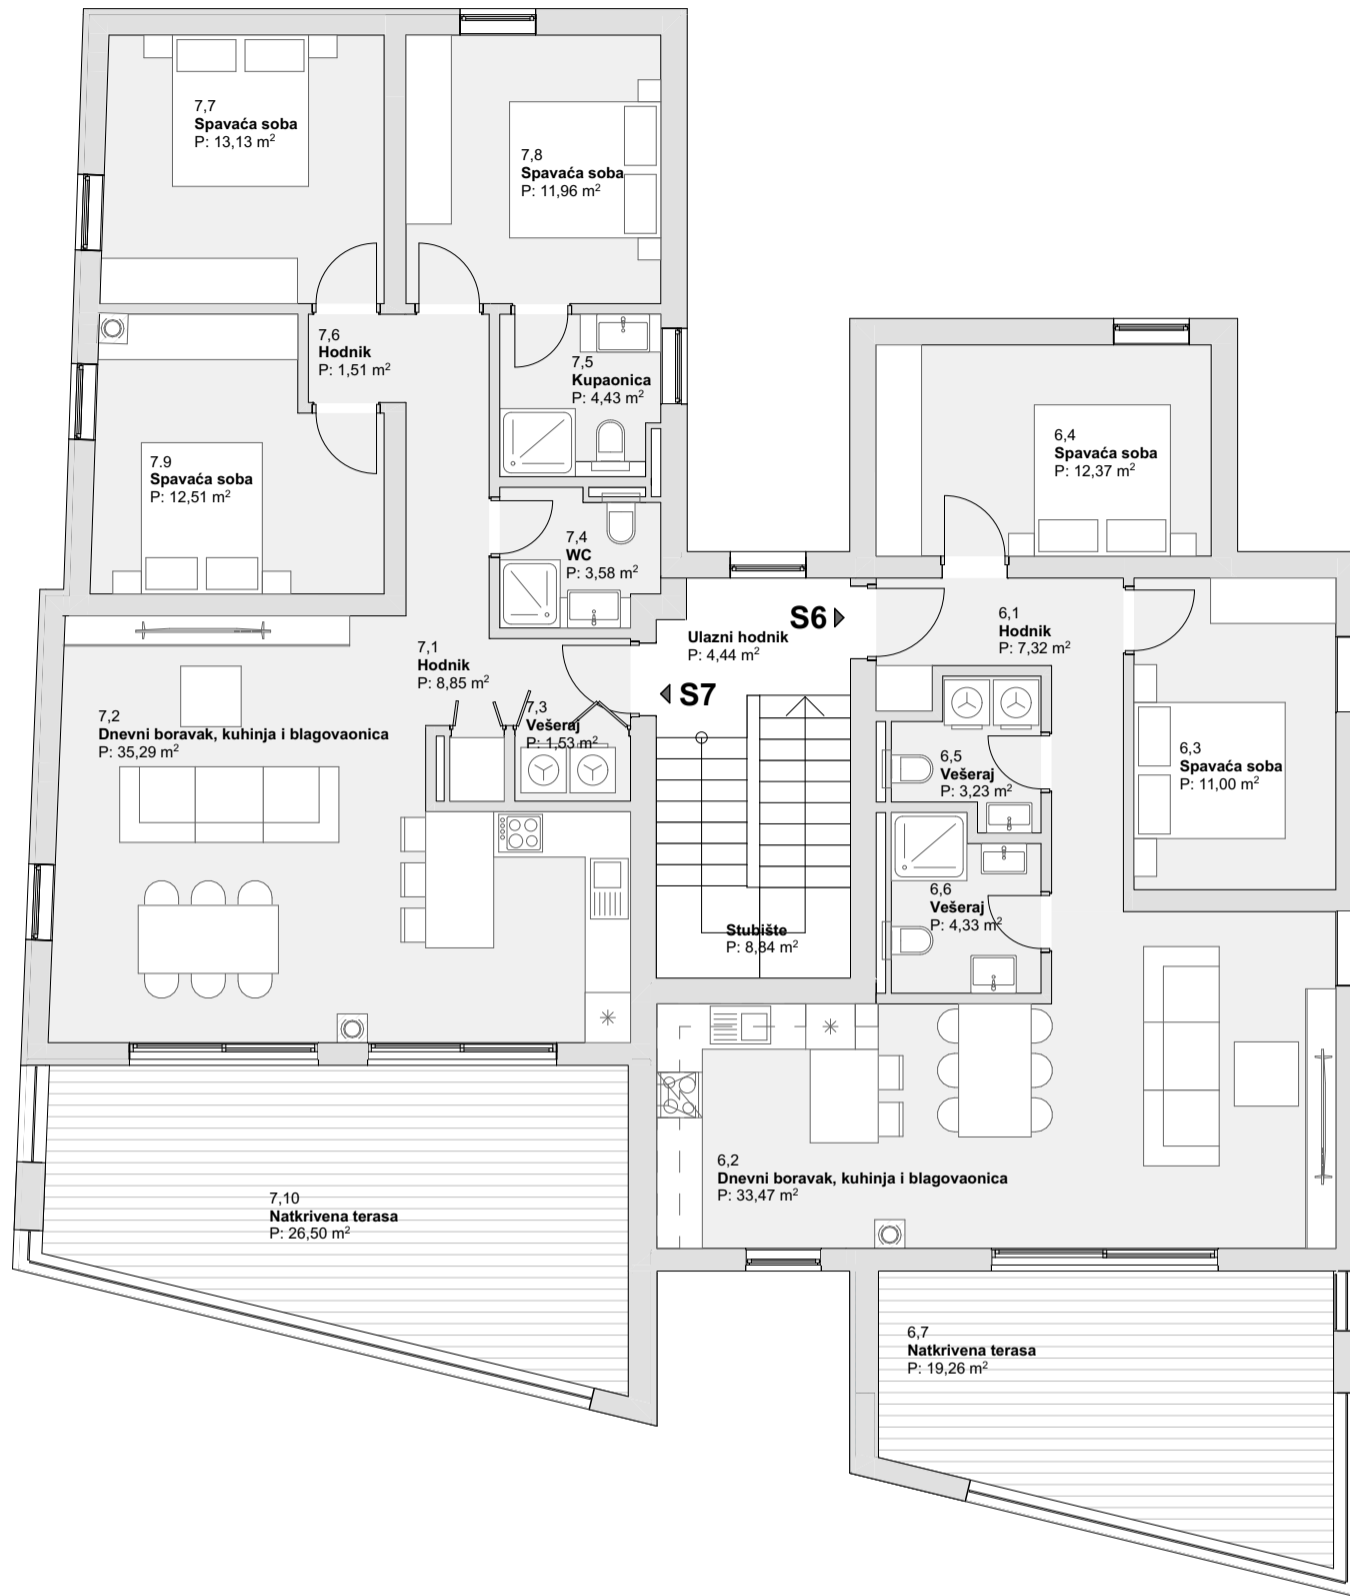 7,7
Spavaća soba
P: 13,13 m²
7,8
Spavaća soba
P: 11,96 m²
7,6
Hodnik
P: 1,51 m²
7,5
Kupaonica
P: 4,43 m²
7.9
Spavaća soba
P: 12,51 m²
7,4
WC
P: 3,58 m²
6,4
Spavaća soba
P: 12,37 m²
S6
Ulazni hodnik
P: 4,44 m²
6,1
Hodnik
P: 7,32 m²
7,1
Hodnik
P: 8,85 m²
S7
7,3
Vešeraj
P: 1,53 m²
7,2
Dnevni boravak, kuhinja i blagovaonica
P: 35,29 m²
6,5
Vešeraj
P: 3,23 m²
6,3
Spavaća soba
P: 11,00 m²
6,6
Vešeraj
P: 4,33 m²
Stubište
P: 8,84 m²
6,2
Dnevni boravak, kuhinja i blagovaonica
P: 33,47 m²
7,10
Natkrivena terasa
P: 26,50 m²
6,7
Natkrivena terasa
P: 19,26 m²